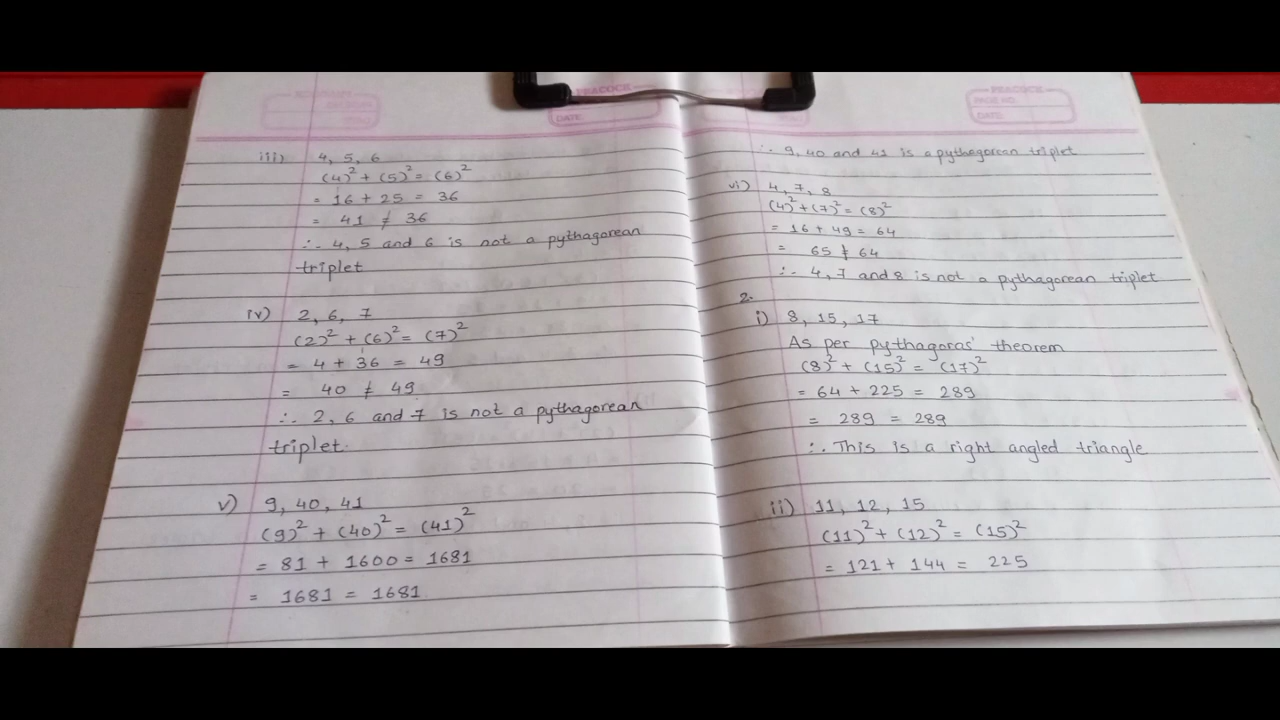 PEACOCK
DATE:
iii) 4, 5, 6
(4)² + (5)² = (6)²
= 16 + 25 = 36
= 41 ≠ 36
∴ 4, 5 and 6 is not a pythagorean
triplet
iv) 2, 6, 7
(2)² + (6)² = (7)²
= 4 + 36 = 49
= 40 ≠ 49
∴ 2, 6 and 7 is not a pythagorean
triplet.
v) 9, 40, 41
(9)² + (40)² = (41)²
= 81 + 1600 = 1681
= 1681 = 1681
PEACOCK
PAGE NO.
DATE:
∴ 9, 40 and 41 is a pythagorean triplet
vi) 4, 7, 8
(4)² + (7)² = (8)²
= 16 + 49 = 64
= 65 ≠ 64
∴ 4, 7 and 8 is not a pythagorean triplet
2.
i) 8, 15, 17
As per pythagoras' theorem
(8)² + (15)² = (17)²
= 64 + 225 = 289
= 289 = 289
∴ This is a right angled triangle
ii) 11, 12, 15
(11)² + (12)² = (15)²
= 121 + 144 = 225